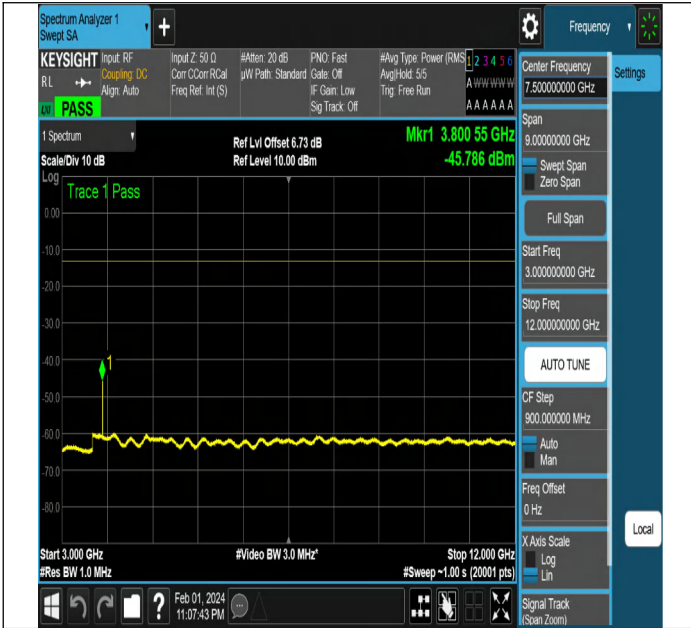 Spectrum Analyzer 1
Swept SA
Frequency
KEYSIGHT
RL
LXI
PASS
Input: RF
Coupling: DC
Align: Auto
Input Z: 50 Ω
Corr CCorr RCal
Freq Ref: Int (S)
#Atten: 20 dB
µW Path: Standard
PNO: Fast
Gate: Off
IF Gain: Low
Sig Track: Off
#Avg Type: Power (RMS
Avg|Hold: 5/5
Trig: Free Run
1 2 3 4 5 6
A W W W W W
A A A A A A
1 Spectrum
Scale/Div 10 dB
Ref Lvl Offset 6.73 dB
Ref Level 10.00 dBm
Mkr1 3.800 55 GHz
-45.786 dBm
Log
Trace 1 Pass
0.00
-10.0
-20.0
-30.0
-40.0
-50.0
-60.0
-70.0
-80.0
1
Start 3.000 GHz
#Res BW 1.0 MHz
#Video BW 3.0 MHz*
Stop 12.000 GHz
#Sweep ~1.00 s (20001 pts)
Feb 01, 2024
11:07:43 PM
?
Center Frequency
7.50000000 GHz
Settings
Span
9.00000000 GHz
Swept Span
Zero Span
Full Span
Start Freq
3.000000000 GHz
Stop Freq
12.000000000 GHz
AUTO TUNE
CF Step
900.000000 MHz
Auto
Man
Freq Offset
0 Hz
X Axis Scale
Log
Lin
Signal Track
(Span Zoom)
Local